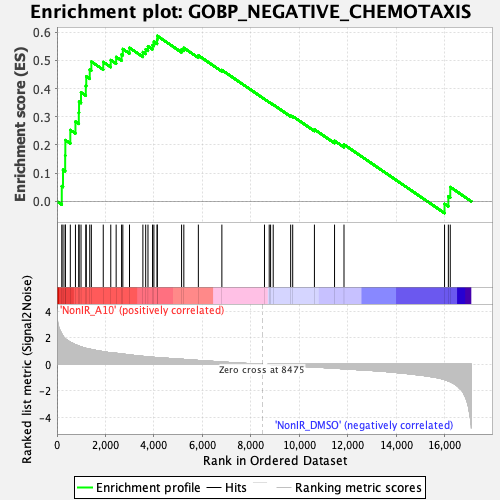 Enrichment plot: GOBP_NEGATIVE_CHEMOTAXIS
Enrichment score (ES)
0.6
0.5
0.4
0.3
0.2
0.1
0.0
'NonIR_A10' (positively correlated)
Ranked list metric (Signal2Noise)
4
2
0
-2
-4
Zero cross at 8475
'NonIR_DMSO' (negatively correlated)
0 2,000 4,000 6,000 8,000 10,000 12,000 14,000 16,000
Rank in Ordered Dataset
Enrichment profile Hits Ranking metric scores